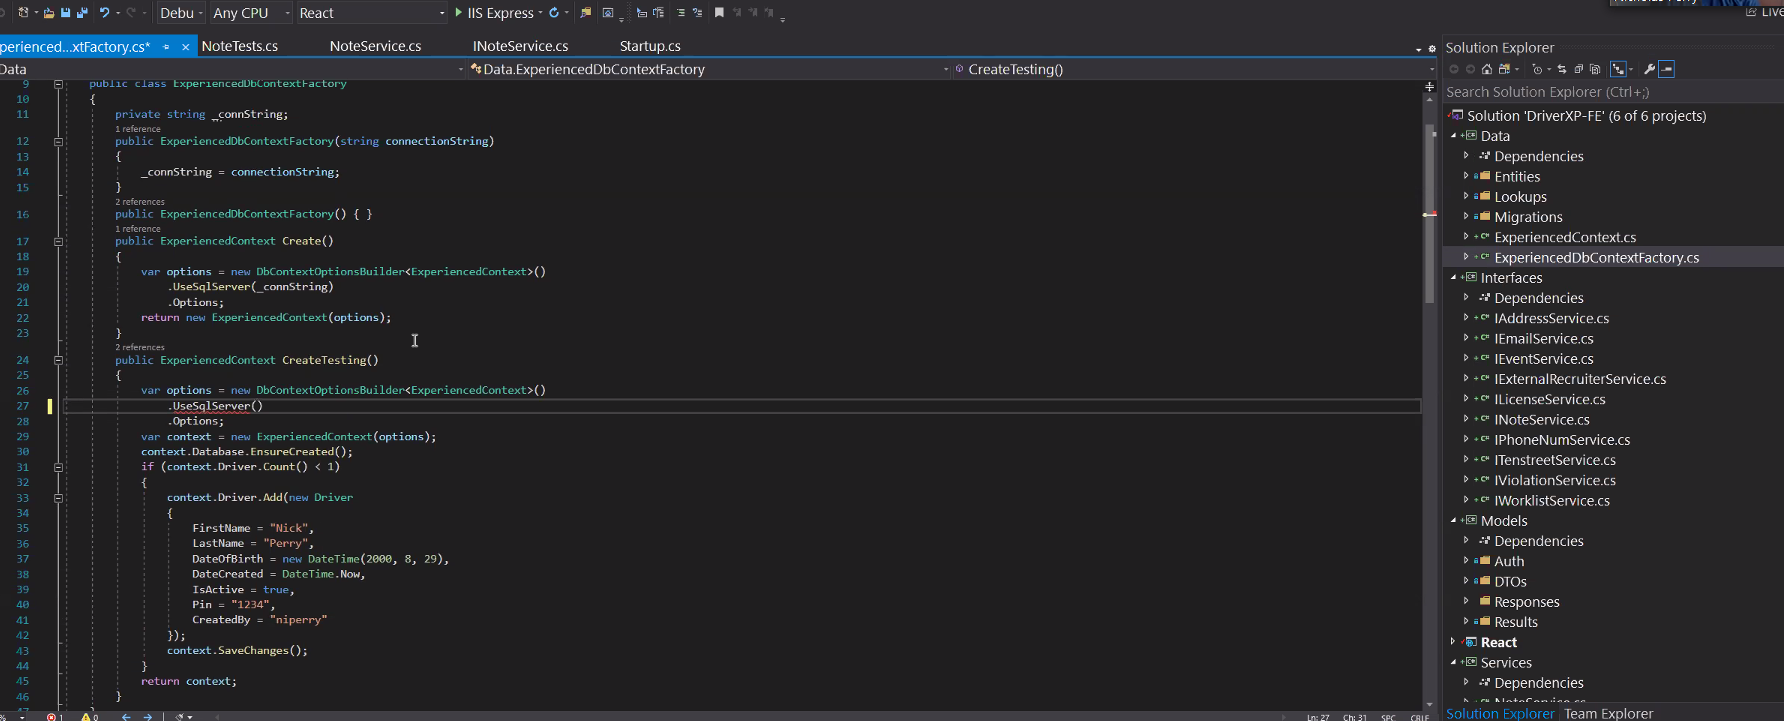 Debu Any CPU React IIS Express Live
perienced...xtFactory.cs* NoteTests.cs NoteService.cs INoteService.cs Startup.cs
Data Data.ExperiencedDbContextFactory CreateTesting()
9 public class ExperiencedDbContextFactory
10 {
11 private string _connString;
1 reference
12 public ExperiencedDbContextFactory(string connectionString)
13 {
14 _connString = connectionString;
15 }
2 references
16 public ExperiencedDbContextFactory() { }
1 reference
17 public ExperiencedContext Create()
18 {
19 var options = new DbContextOptionsBuilder<ExperiencedContext>()
20 .UseSqlServer(_connString)
21 .Options;
22 return new ExperiencedContext(options);
23 }
2 references
24 public ExperiencedContext CreateTesting()
25 {
26 var options = new DbContextOptionsBuilder<ExperiencedContext>()
27 .UseSqlServer()
28 .Options;
29 var context = new ExperiencedContext(options);
30 context.Database.EnsureCreated();
31 if (context.Driver.Count() < 1)
32 {
33 context.Driver.Add(new Driver
34 {
35 FirstName = "Nick",
36 LastName = "Perry",
37 DateOfBirth = new DateTime(2000, 8, 29),
38 DateCreated = DateTime.Now,
39 IsActive = true,
40 Pin = "1234",
41 CreatedBy = "niperry"
42 });
43 context.SaveChanges();
44 }
45 return context;
46 }
47
% 1 0 Ln: 27 Ch: 31 SPC CRLF
Solution Explorer
Search Solution Explorer (Ctrl+;)
Solution 'DriverXP-FE' (6 of 6 projects)
Data
Dependencies
Entities
Lookups
Migrations
ExperiencedContext.cs
ExperiencedDbContextFactory.cs
Interfaces
Dependencies
IAddressService.cs
IEmailService.cs
IEventService.cs
IExternalRecruiterService.cs
ILicenseService.cs
INoteService.cs
IPhoneNumService.cs
ITenstreetService.cs
IViolationService.cs
IWorklistService.cs
Models
Dependencies
Auth
DTOs
Responses
Results
React
Services
Dependencies
NoteService.cs
Solution Explorer Team Explorer